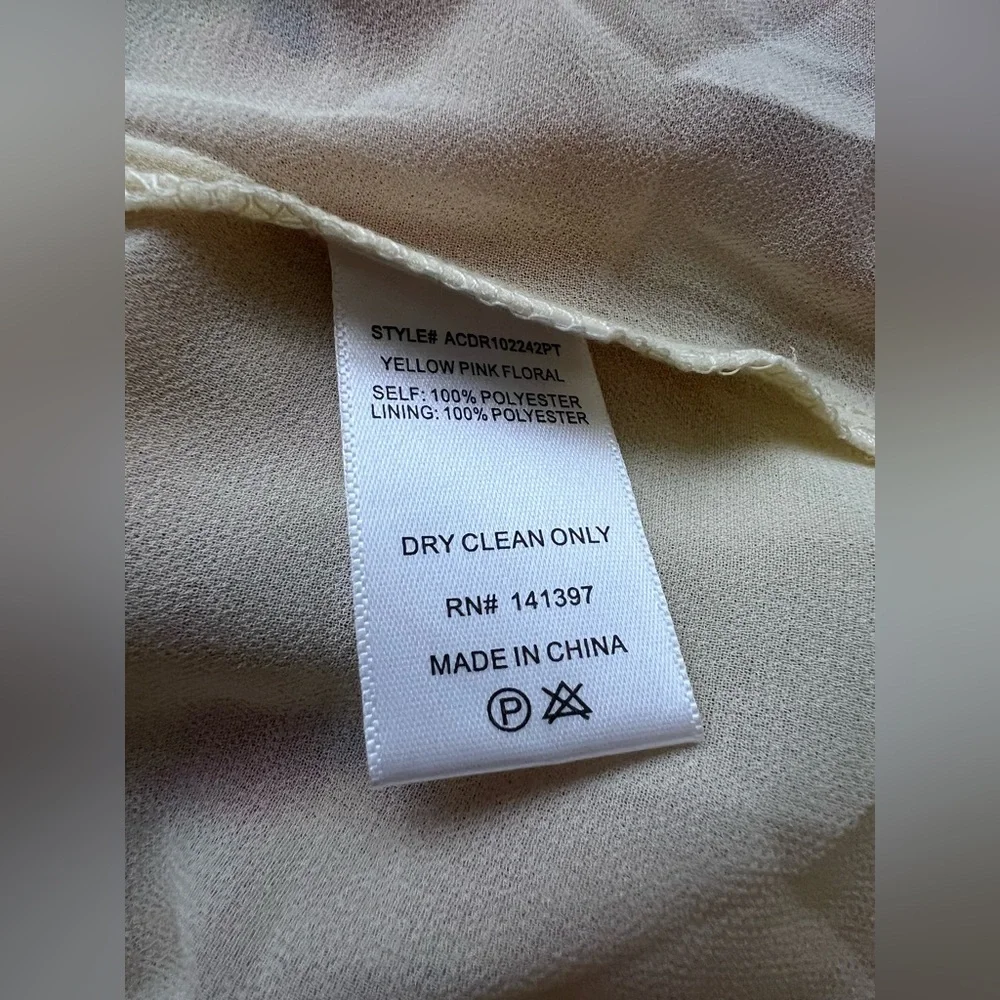 STYLE# ACDR102242PT
YELLOW PINK FLORAL
SELF: 100% POLYESTER
LINING: 100% POLYESTER
DRY CLEAN ONLY
RN# 141397
MADE IN CHINA
P